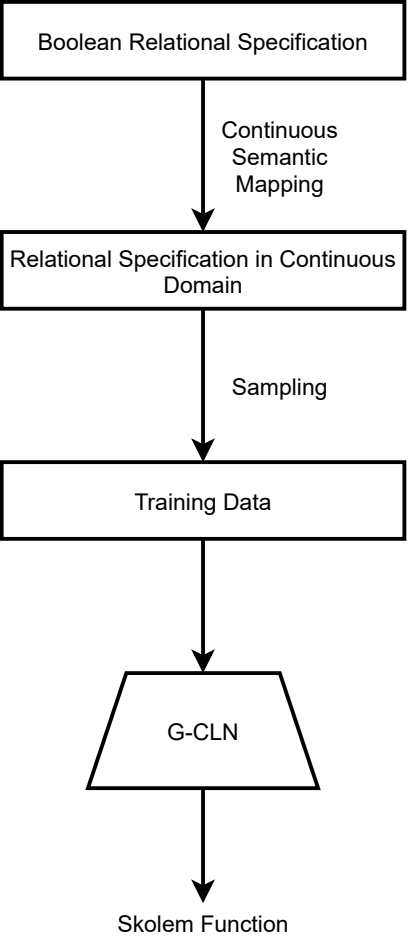 Boolean Relational Specification
Continuous
Semantic
Mapping
Relational Specification in Continuous
Domain
Sampling
Training Data
G-CLN
Skolem Function